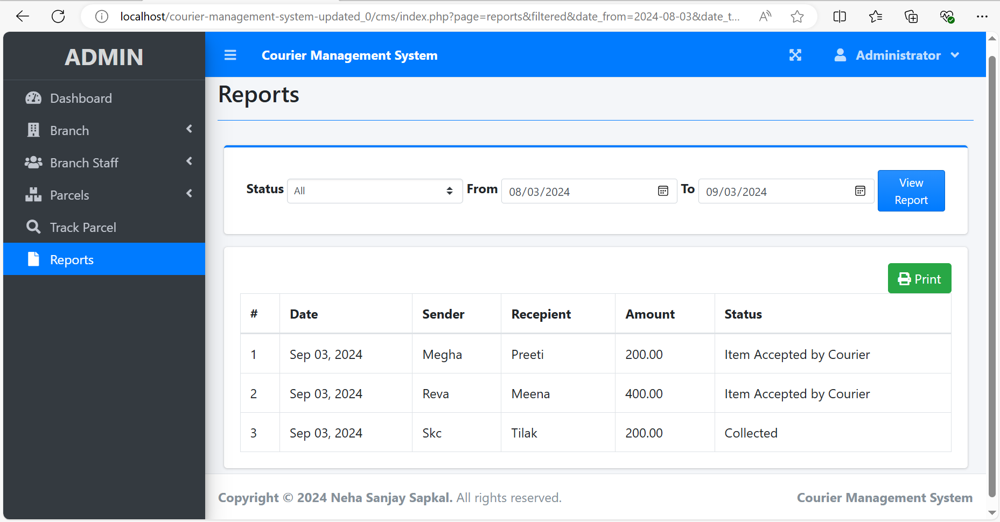 localhost/courier-management-system-updated_0/cms/index.php?page=reports&filtered&date_from=2024-08-03&date_t...
ADMIN
Courier Management System
Administrator
Dashboard
Branch
Branch Staff
Parcels
Track Parcel
Reports
Reports
Status All From 08/03/2024 To 09/03/2024 View
Report
Print
# Date Sender Recepient Amount Status
1 Sep 03, 2024 Megha Preeti 200.00 Item Accepted by Courier
2 Sep 03, 2024 Reva Meena 400.00 Item Accepted by Courier
3 Sep 03, 2024 Skc Tilak 200.00 Collected
Copyright © 2024 Neha Sanjay Sapkal. All rights reserved.
Courier Management System